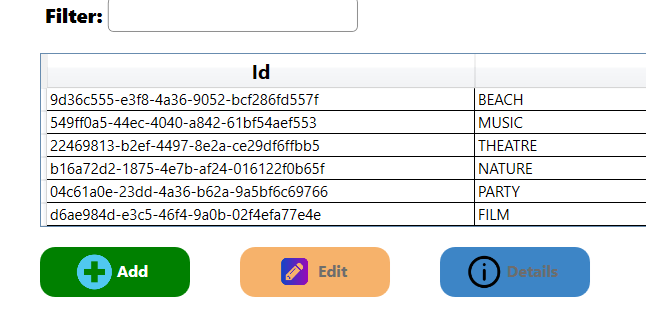 Filter:
Id
9d36c555-e3f8-4a36-9052-bcf286fd557f BEACH
549ff0a5-44ec-4040-a842-61bf54aef553 MUSIC
22469813-b2ef-4497-8e2a-ce29df6ffbb5 THEATRE
b16a72d2-1875-4e7b-af24-016122f0b65f NATURE
04c61a0e-23dd-4a36-b62a-9a5bf6c69766 PARTY
d6ae984d-e3c5-46f4-9a0b-02f4efa77e4e FILM
Add Edit Details